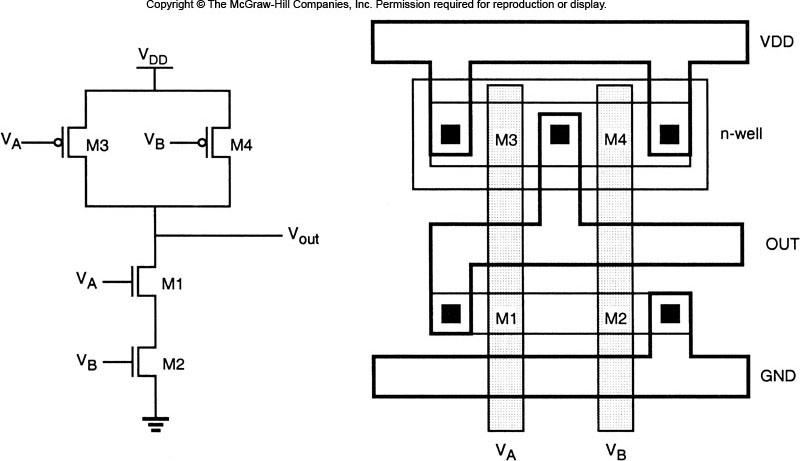 Copyright © The McGraw-Hill Companies, Inc. Permission required for reproduction or display.
VDD
VA
M3
VB
M4
Vout
VA
M1
VB
M2
VDD
n-well
M3
M4
OUT
M1
M2
GND
VA
VB